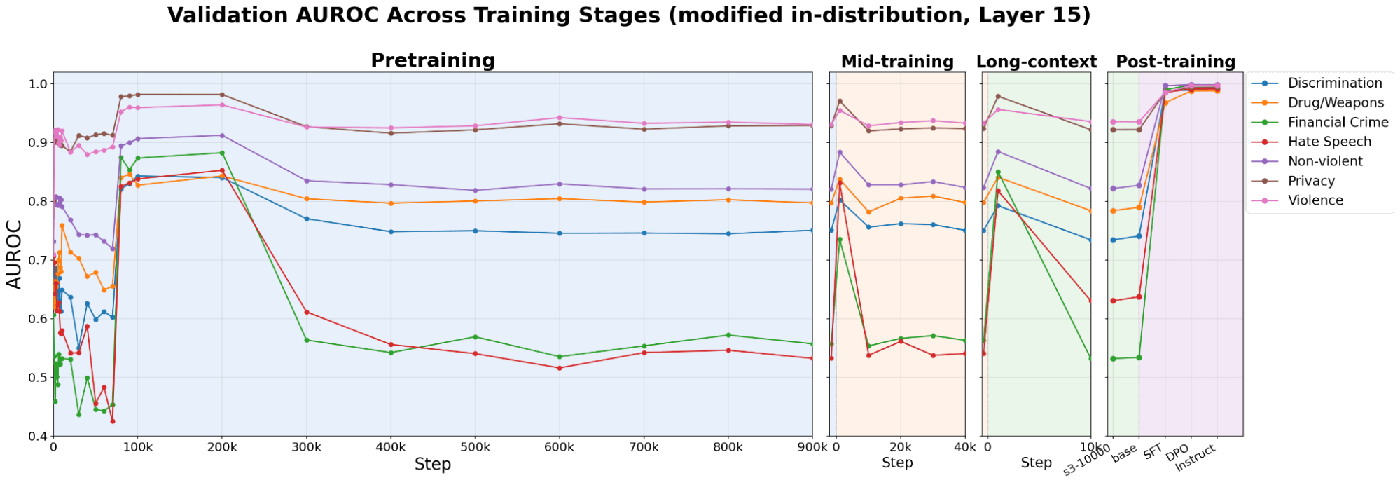 Validation AUROC Across Training Stages (modified in-distribution, Layer 15)
Pretraining
Mid-training
Long-context
Post-training
AUROC
1.0
0.9
0.8
0.7
0.6
0.5
0.4
0 100k 200k 300k 400k 500k 600k 700k 800k 900k
Step
0 20k 40k
Step
0 10k
Step
s3-10000 base SFT DPO Instruct
Discrimination
Drug/Weapons
Financial Crime
Hate Speech
Non-violent
Privacy
Violence